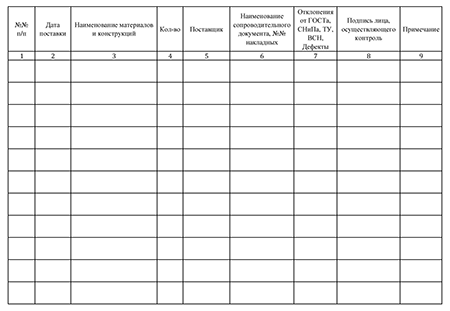 №№
п/п
Дата
поставки
Наименование материалов
и конструкций
Кол-во
Поставщик
Наименование
сопроводительного
документа, №№
накладных
Отклонения
от ГОСТа,
СНиПа, ТУ,
ВСН,
Дефекты
Подпись лица,
осуществляющего
контроль
Примечание
1 2 3 4 5 6 7 8 9